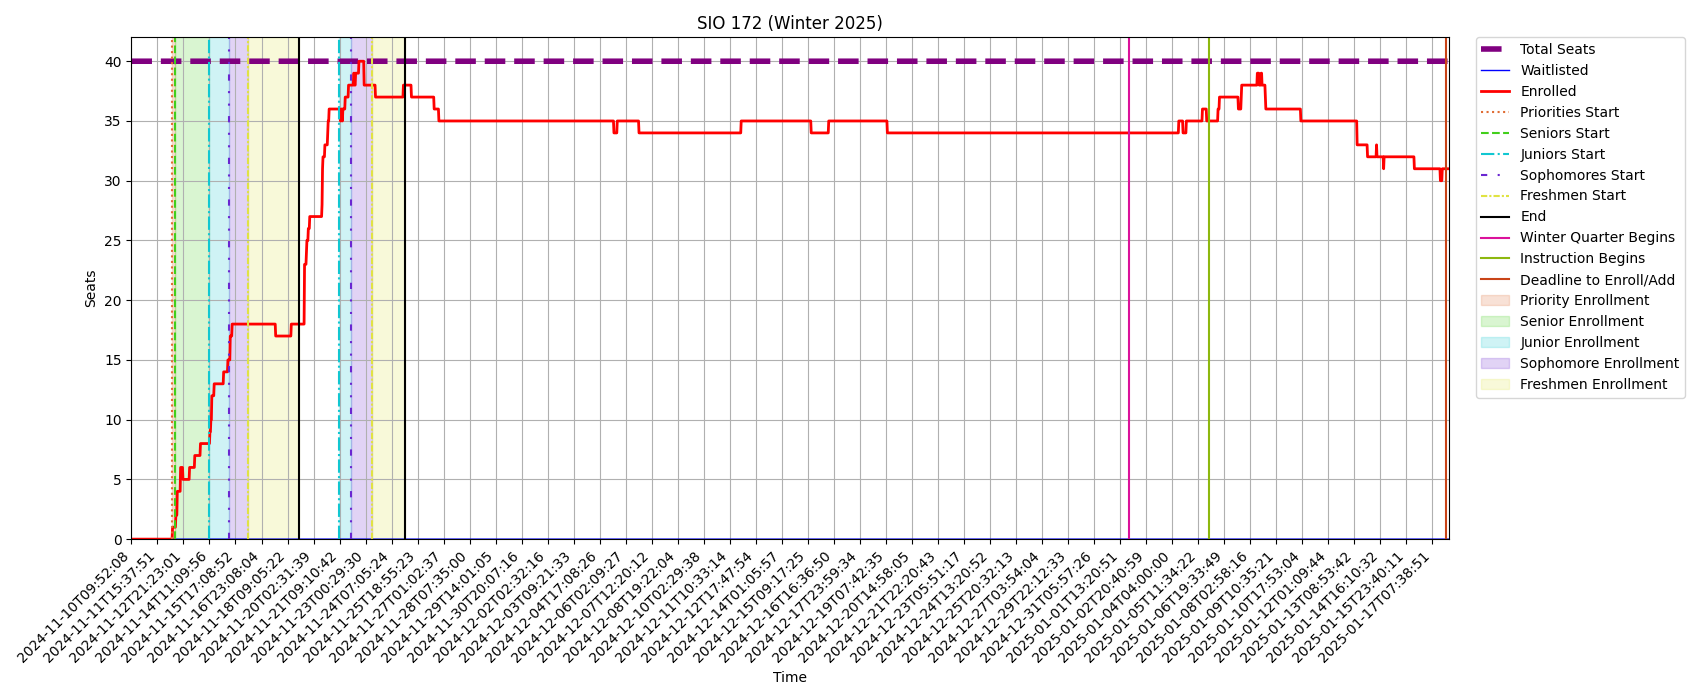 SIO 172 (Winter 2025)
Seats
40
35
30
25
20
15
10
5
0
2024-11-10T09:52:08
2024-11-11T15:37:51
2024-11-12T21:23:01
2024-11-14T11:09:56
2024-11-15T17:08:52
2024-11-16T23:08:04
2024-11-18T09:05:22
2024-11-20T02:31:39
2024-11-21T09:10:42
2024-11-23T00:29:30
2024-11-24T07:05:24
2024-11-25T18:55:23
2024-11-27T01:02:37
2024-11-28T07:35:00
2024-11-29T14:01:05
2024-11-30T20:07:16
2024-12-02T02:32:16
2024-12-03T09:21:33
2024-12-04T17:08:26
2024-12-06T02:09:27
2024-12-07T12:20:12
2024-12-08T19:22:04
2024-12-10T02:29:38
2024-12-11T10:33:14
2024-12-12T17:47:54
2024-12-14T01:05:57
2024-12-15T09:17:25
2024-12-16T16:36:50
2024-12-17T23:59:34
2024-12-19T07:42:35
2024-12-20T14:58:05
2024-12-21T22:20:43
2024-12-23T05:51:17
2024-12-24T13:20:52
2024-12-25T20:32:13
2024-12-27T03:54:04
2024-12-29T22:12:33
2024-12-31T05:57:26
2025-01-01T13:20:51
2025-01-02T20:40:59
2025-01-04T04:00:00
2025-01-05T11:34:22
2025-01-06T19:33:49
2025-01-08T02:58:16
2025-01-09T10:35:21
2025-01-10T17:53:04
2025-01-12T01:09:44
2025-01-13T08:53:42
2025-01-14T16:10:32
2025-01-15T23:40:11
2025-01-17T07:38:51
Time
Total Seats
Waitlisted
Enrolled
Priorities Start
Seniors Start
Juniors Start
Sophomores Start
Freshmen Start
End
Winter Quarter Begins
Instruction Begins
Deadline to Enroll/Add
Priority Enrollment
Senior Enrollment
Junior Enrollment
Sophomore Enrollment
Freshmen Enrollment